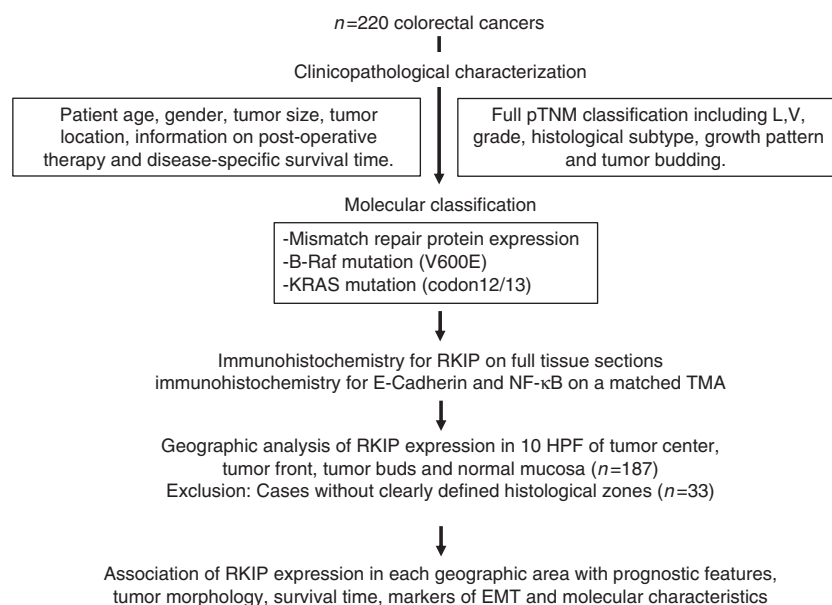 n=220 colorectal cancers
Clinicopathological characterization
Patient age, gender, tumor size, tumor
location, information on post-operative
therapy and disease-specific survival time.
Full pTNM classification including L,V,
grade, histological subtype, growth pattern
and tumor budding.
Molecular classification
-Mismatch repair protein expression
-B-Raf mutation (V600E)
-KRAS mutation (codon12/13)
Immunohistochemistry for RKIP on full tissue sections
immunohistochemistry for E-Cadherin and NF-κB on a matched TMA
Geographic analysis of RKIP expression in 10 HPF of tumor center,
tumor front, tumor buds and normal mucosa (n=187)
Exclusion: Cases without clearly defined histological zones (n=33)
Association of RKIP expression in each geographic area with prognostic features,
tumor morphology, survival time, markers of EMT and molecular characteristics